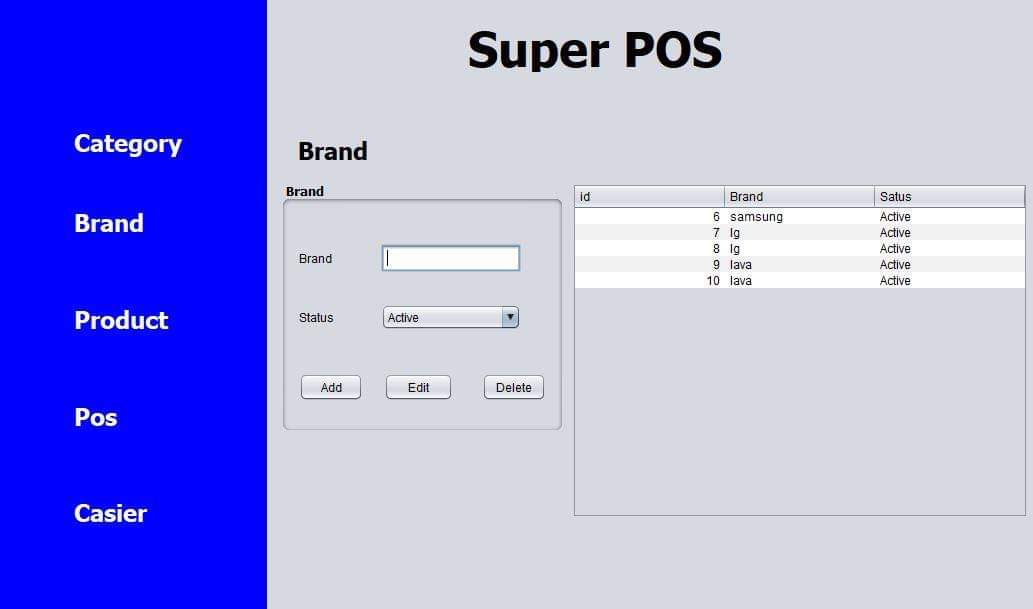 Super POS
Category
Brand
Product
Pos
Casier
Brand
Brand
Brand
Status Active
Add Edit Delete
id Brand Satus
6 samsung Active
7 lg Active
8 lg Active
9 lava Active
10 lava Active